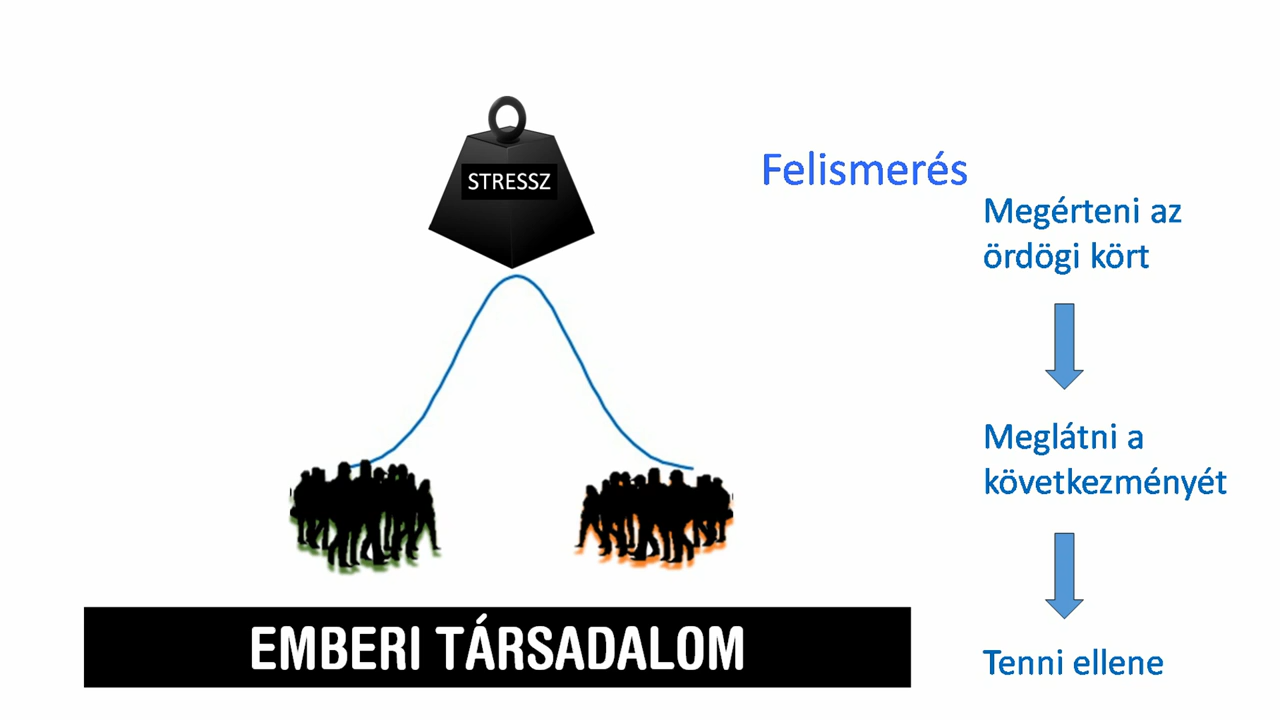 STRESSZ
Felismerés
Megérteni az
ördögi kört
Meglátni a
következményét
Tenni ellene
EMBERI TÁRSADALOM